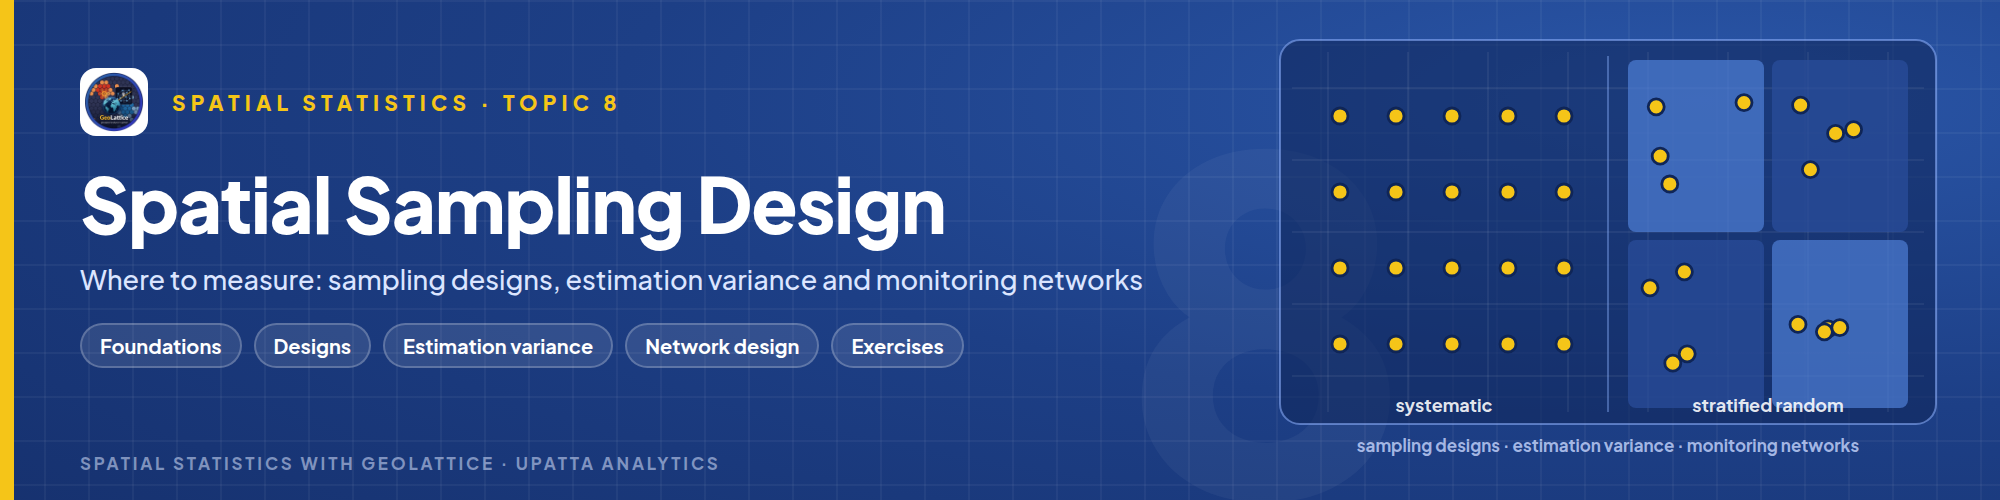 GeoLattice
SPATIAL STATISTICS · TOPIC 8
Spatial Sampling Design
Where to measure: sampling designs, estimation variance and monitoring networks
Foundations
Designs
Estimation variance
Network design
Exercises
SPATIAL STATISTICS WITH GEOLATTICE · UPATTA ANALYTICS
8
systematic
stratified random
sampling designs · estimation variance · monitoring networks